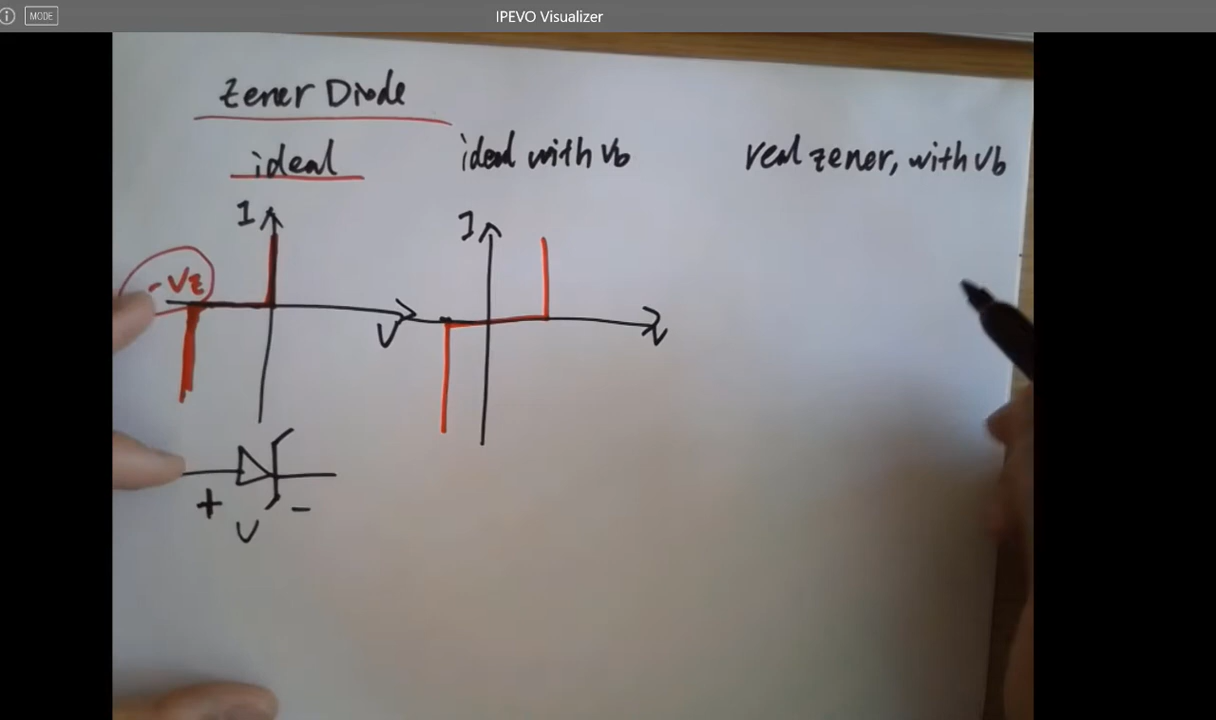 IPEVO Visualizer
MODE
Zener Diode
ideal
ideal with Vb
real zener, with Vb
I
I
-Vz
V
V
+
-
V